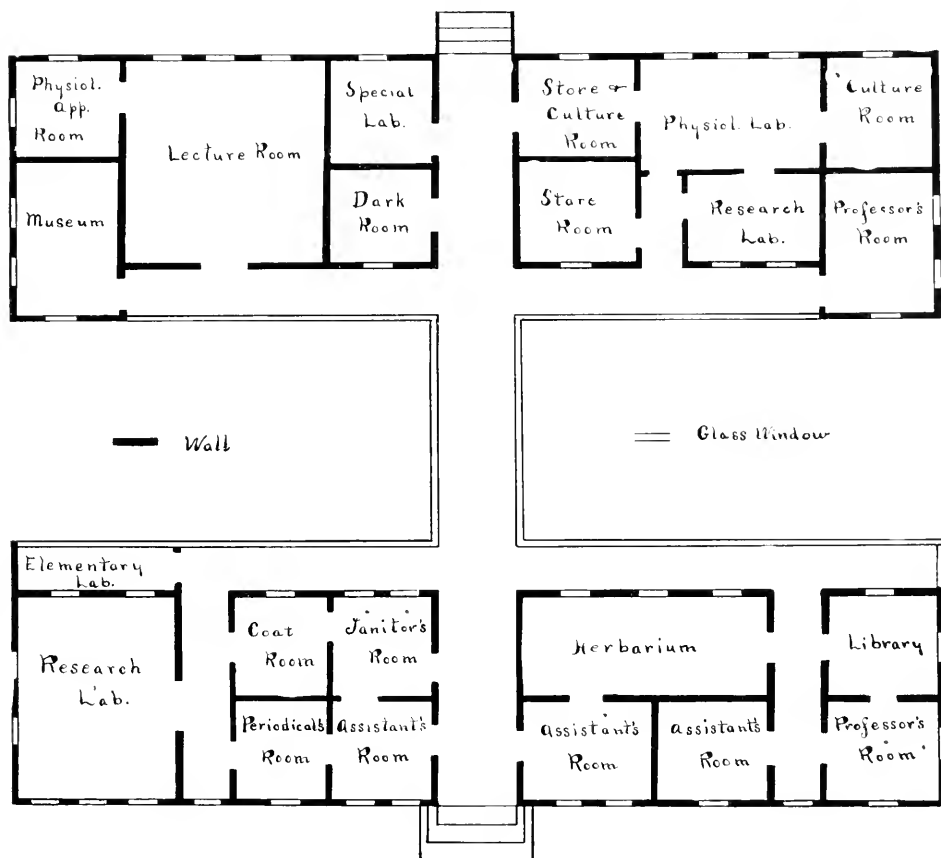 Physiol.
App.
Room
Lecture Room
Special
Lab.
Store &
Culture
Room
Physiol. Lab.
Culture
Room
Museum
Dark
Room
Store
Room
Research
Lab.
Professor's
Room
Wall
Glass Window
Elementary
Lab.
Research
Lab.
Coat
Room
Janitor's
Room
Herbarium
Library
Periodicals
Room
Assistant's
Room
Assistant's
Room
Assistant's
Room
Professor's
Room